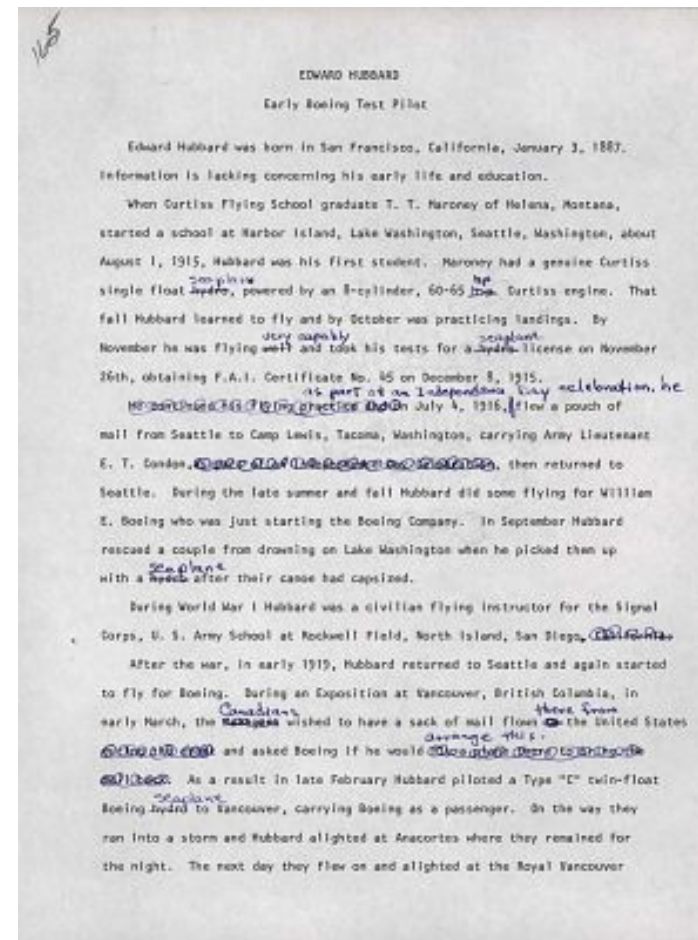 165
EDWARD HUBBARD
Early Boeing Test Pilot
Edward Hubbard was born in San Francisco, California, January 3, 1887.
Information is lacking concerning his early life and education.
When Curtiss Flying School graduate T. T. Maroney of Helena, Montana,
started a school at Harbor Island, Lake Washington, Seattle, Washington, about
August 1, 1915, Hubbard was his first student. Maroney had a genuine Curtiss
seaplane hp
single float hydro, powered by an 8-cylinder, 60-65 Curtiss engine. That
fall Hubbard learned to fly and by October was practicing landings. By
very capably seaplane
November he was flying well and took his tests for a hydro license on November
26th, obtaining F.A.I. Certificate No. 45 on December 8, 1915.
as part of an Independence Day celebration, he
He continued his flying practice and on July 4, 1916, flew a pouch of
mail from Seattle to Camp Lewis, Tacoma, Washington, carrying Army Lieutenant
E. T. Condon, then returned to
Seattle. During the late summer and fall Hubbard did some flying for William
E. Boeing who was just starting the Boeing Company. In September Hubbard
rescued a couple from drowning on Lake Washington when he picked them up
seaplane
with a hydro after their canoe had capsized.
During World War I Hubbard was a civilian flying instructor for the Signal
Corps, U. S. Army School at Rockwell Field, North Island, San Diego, California.
After the war, in early 1919, Hubbard returned to Seattle and again started
to fly for Boeing. During an Exposition at Vancouver, British Columbia, in
Canadians there from
early March, the wished to have a sack of mail flown the United States
arrange this.
and asked Boeing if he would
As a result in late February Hubbard piloted a Type "C" twin-float
seaplane
Boeing hydro to Vancouver, carrying Boeing as a passenger. On the way they
ran into a storm and Hubbard alighted at Anacortes where they remained for
the night. The next day they flew on and alighted at the Royal Vancouver